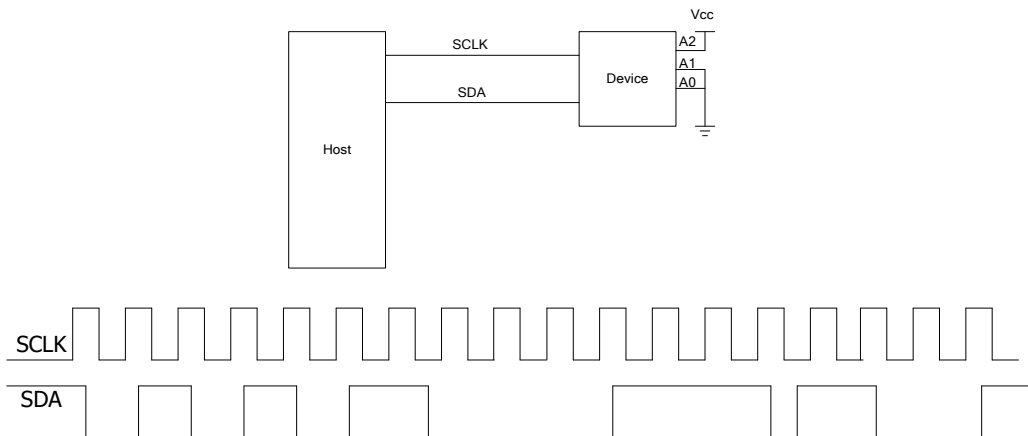 Vcc
SCLK
A2
A1
Device
A0
SDA
Host
SCLK
SDA